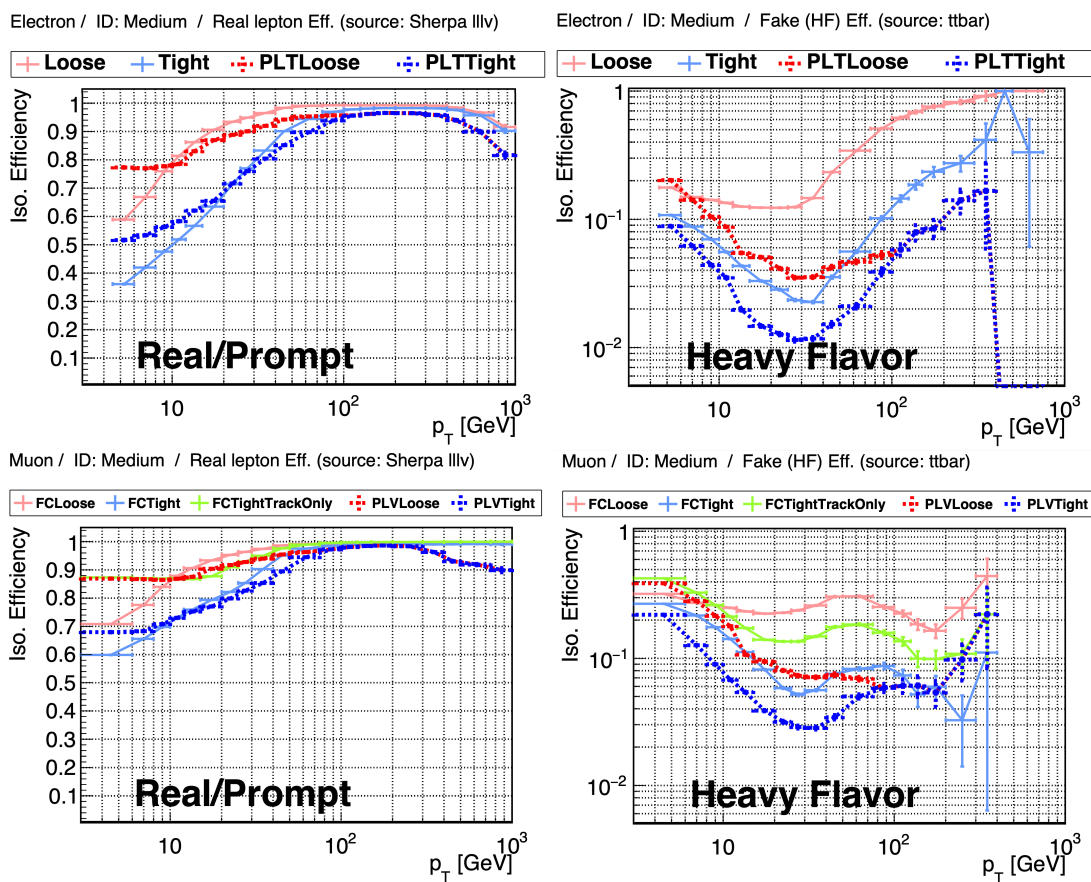 Electron / ID: Medium / Real lepton Eff. (source: Sherpa lllv)
Loose Tight PLTLoose PLTTight
Iso. Efficiency
1
0.9
0.8
0.7
0.6
0.5
0.4
0.3
0.2
0.1
Real/Prompt
10 10² 10³
p_T [GeV]
Electron / ID: Medium / Fake (HF) Eff. (source: ttbar)
Loose Tight PLTLoose PLTTight
Iso. Efficiency
1
10⁻¹
10⁻²
Heavy Flavor
10 10² 10³
p_T [GeV]
Muon / ID: Medium / Real lepton Eff. (source: Sherpa lllv)
FCLoose FCTight FCTightTrackOnly PLVLoose PLVTight
Iso. Efficiency
1
0.9
0.8
0.7
0.6
0.5
0.4
0.3
0.2
0.1
Real/Prompt
10 10² 10³
p_T [GeV]
Muon / ID: Medium / Fake (HF) Eff. (source: ttbar)
FCLoose FCTight FCTightTrackOnly PLVLoose PLVTight
Iso. Efficiency
1
10⁻¹
10⁻²
Heavy Flavor
10 10² 10³
p_T [GeV]